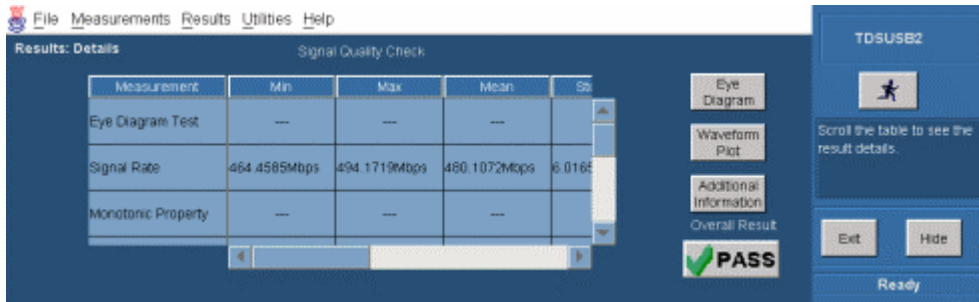 File Measurements Results Utilities Help
Results: Details
Signal Quality Check
Measurement Min Max Mean
Eye Diagram Test --- --- ---
Signal Rate 464.4585Mbps 494.1719Mbps 480.1072Mbps 6.0165
Monotonic Property --- --- ---
Eye
Diagram
Waveform
Plot
Additional
Information
Overall Result
PASS
TDSUSB2
Scroll the table to see the
result details.
Exit Hide
Ready